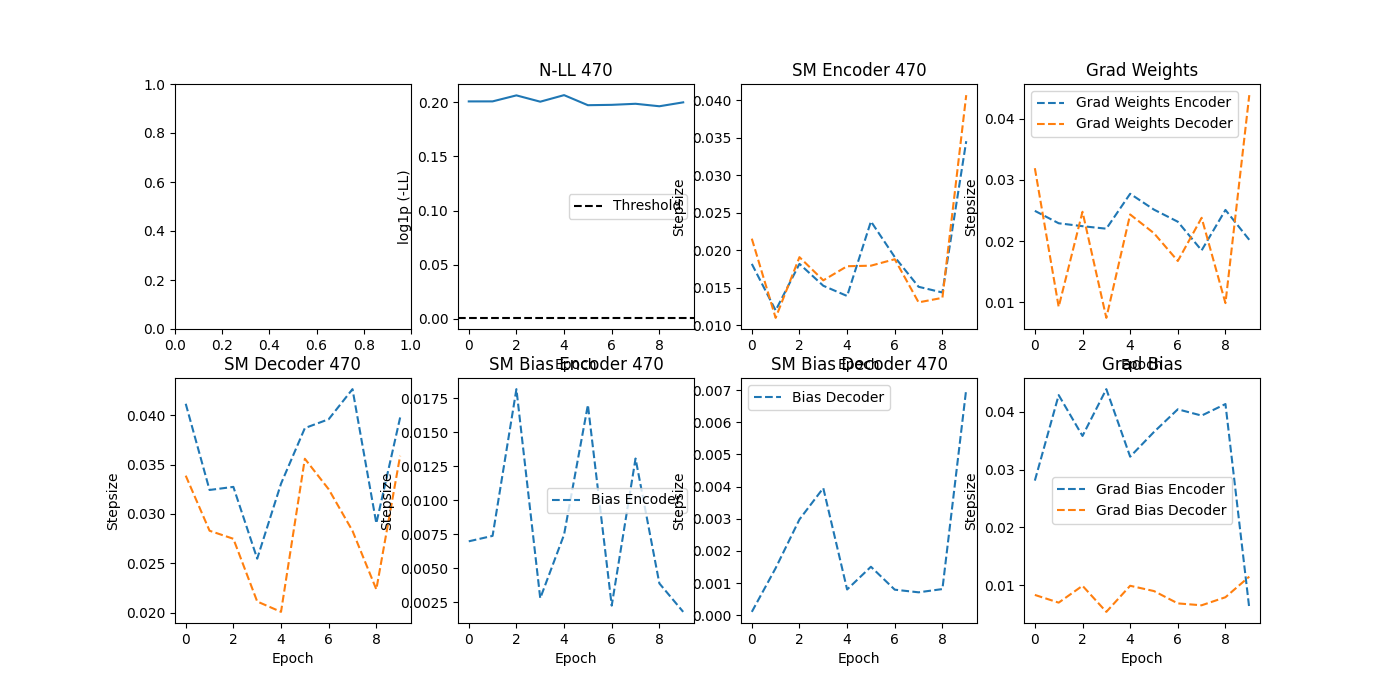 N-LL 470
SM Encoder 470
Grad Weights
1.0
0.8
0.6
0.4
0.2
0.0
0.0 0.2 0.4 0.6 0.8 1.0
log1p (-LL)
0.20
0.15
0.10
0.05
0.00
Threshold
0 2 4 6 8
Epoch
Stepsize
0.040
0.035
0.030
0.025
0.020
0.015
0.010
0 2 4 6 8
Epoch
Stepsize
0.04
0.03
0.02
0.01
Grad Weights Encoder
Grad Weights Decoder
0 2 4 6 8
Epoch
SM Decoder 470
SM Bias Encoder 470
SM Bias Decoder 470
Grad Bias
Stepsize
0.040
0.035
0.030
0.025
0.020
0 2 4 6 8
Epoch
Stepsize
0.0175
0.0150
0.0125
0.0100
0.0075
0.0050
0.0025
Bias Encoder
0 2 4 6 8
Epoch
Stepsize
0.007
0.006
0.005
0.004
0.003
0.002
0.001
0.000
Bias Decoder
0 2 4 6 8
Epoch
Stepsize
0.04
0.03
0.02
0.01
Grad Bias Encoder
Grad Bias Decoder
0 2 4 6 8
Epoch